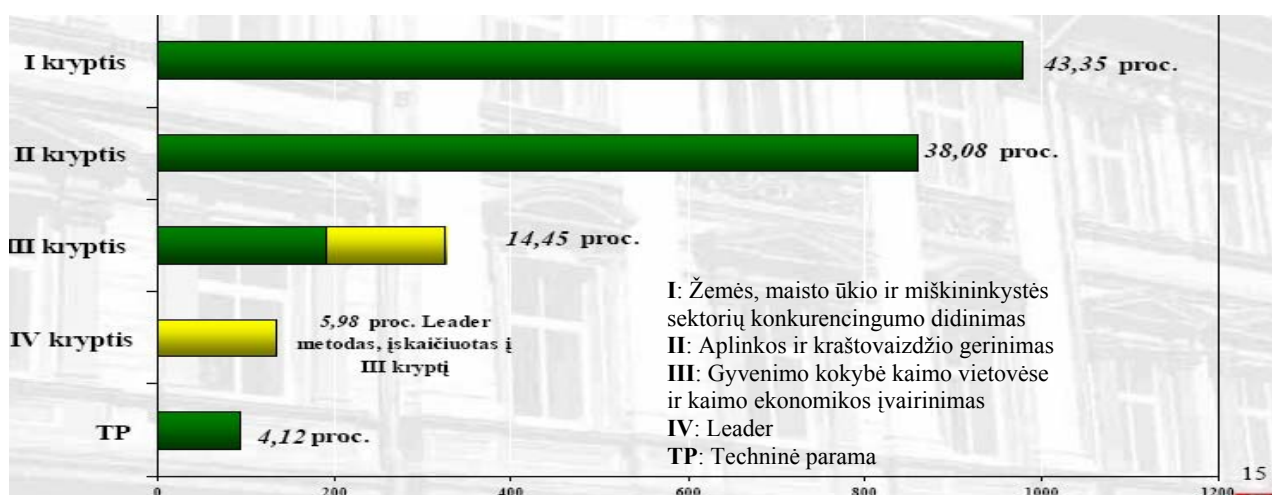 I kryptis
43,35 proc.
II kryptis
38,08 proc.
III kryptis
14,45 proc.
IV kryptis
5,98 proc. Leader
metodas, įskaičiuotas į
III kryptį
TP
4,12 proc.
I: Žemės, maisto ūkio ir miškininkystės
sektorių konkurencingumo didinimas
II: Aplinkos ir kraštovaizdžio gerinimas
III: Gyvenimo kokybė kaimo vietovėse
ir kaimo ekonomikos įvairinimas
IV: Leader
TP: Techninė parama
15
0 200 400 600 800 1000 1200